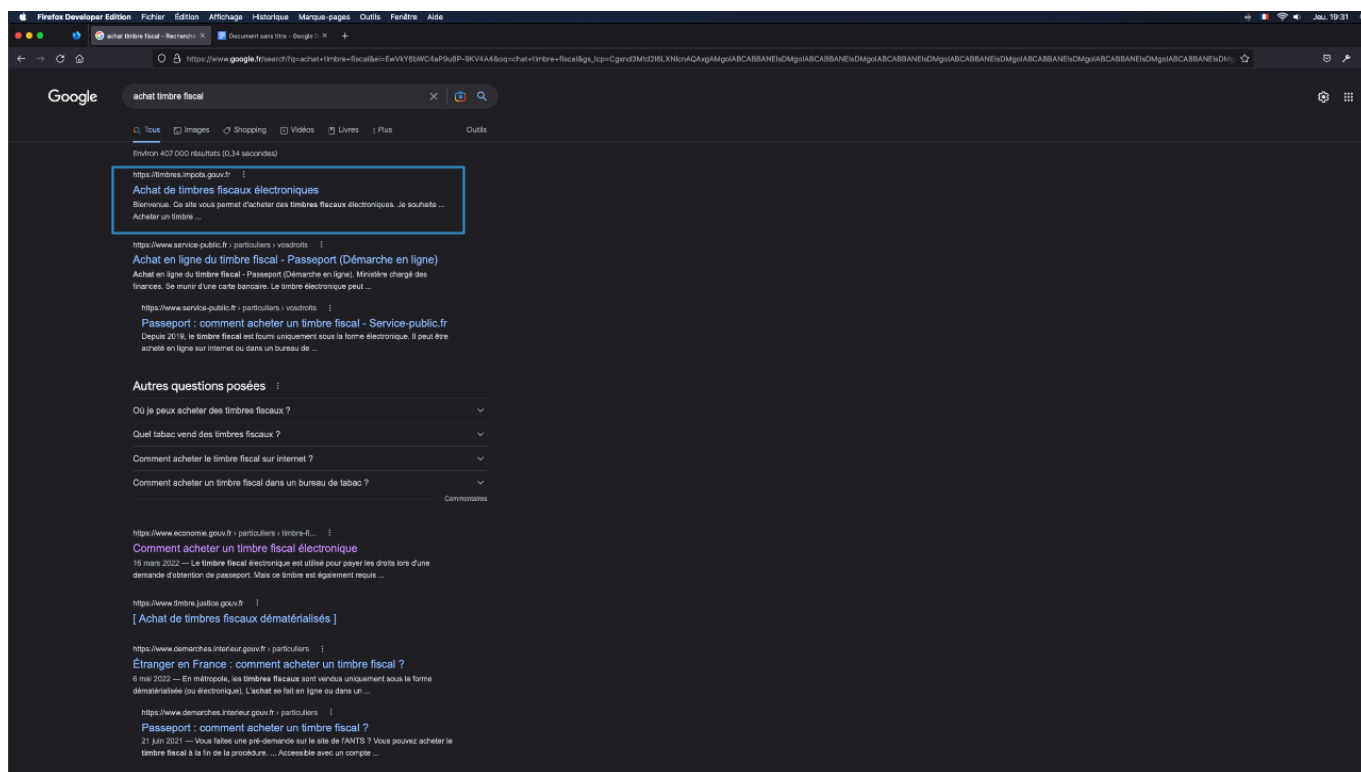 Firefox Developer Edition Fichier Édition Affichage Historique Marque-pages Outils Fenêtre Aide Jeu. 19:31
achat timbre fiscal - Recherche Document sans titre - Google
https://www.google.fr/search?q=achat+timbre+fiscal
Google
achat timbre fiscal
Tous Images Shopping Vidéos Livres Plus Outils
Environ 407 000 résultats (0,34 secondes)
https://timbres.impots.gouv.fr
Achat de timbres fiscaux électroniques
Bienvenue. Ce site vous permet d'acheter des timbres fiscaux électroniques. Je souhaite ...
Acheter un timbre ...
https://www.service-public.fr › particuliers › vosdroits
Achat en ligne du timbre fiscal - Passeport (Démarche en ligne)
Achat en ligne du timbre fiscal - Passeport (Démarche en ligne). Ministère chargé des
finances. Se munir d'une carte bancaire. Le timbre électronique peut ...
https://www.service-public.fr › particuliers › vosdroits
Passeport : comment acheter un timbre fiscal - Service-public.fr
Depuis 2019, le timbre fiscal est fourni uniquement sous la forme électronique. Il peut être
acheté en ligne sur internet ou dans un bureau de ...
Autres questions posées
Où je peux acheter des timbres fiscaux ?
Quel tabac vend des timbres fiscaux ?
Comment acheter le timbre fiscal sur internet ?
Comment acheter un timbre fiscal dans un bureau de tabac ?
Commentaires
https://www.economie.gouv.fr › particuliers › timbre-fi...
Comment acheter un timbre fiscal électronique
16 mars 2022 — Le timbre fiscal électronique est utilisé pour payer les droits lors d'une
demande d'obtention de passeport. Mais ce timbre est également requis ...
https://www.timbre.justice.gouv.fr
[ Achat de timbres fiscaux dématérialisés ]
https://www.demarches.interieur.gouv.fr › particuliers
Étranger en France : comment acheter un timbre fiscal ?
6 mai 2022 — En métropole, les timbres fiscaux sont vendus uniquement sous la forme
dématérialisée (ou électronique). L'achat se fait en ligne ou dans un ...
https://www.demarches.interieur.gouv.fr › particuliers
Passeport : comment acheter un timbre fiscal ?
21 juin 2021 — Vous faites une pré-demande sur le site de l'ANTS ? Vous pouvez acheter le
timbre fiscal à la fin de la procédure. ... Accessible avec un compte ...